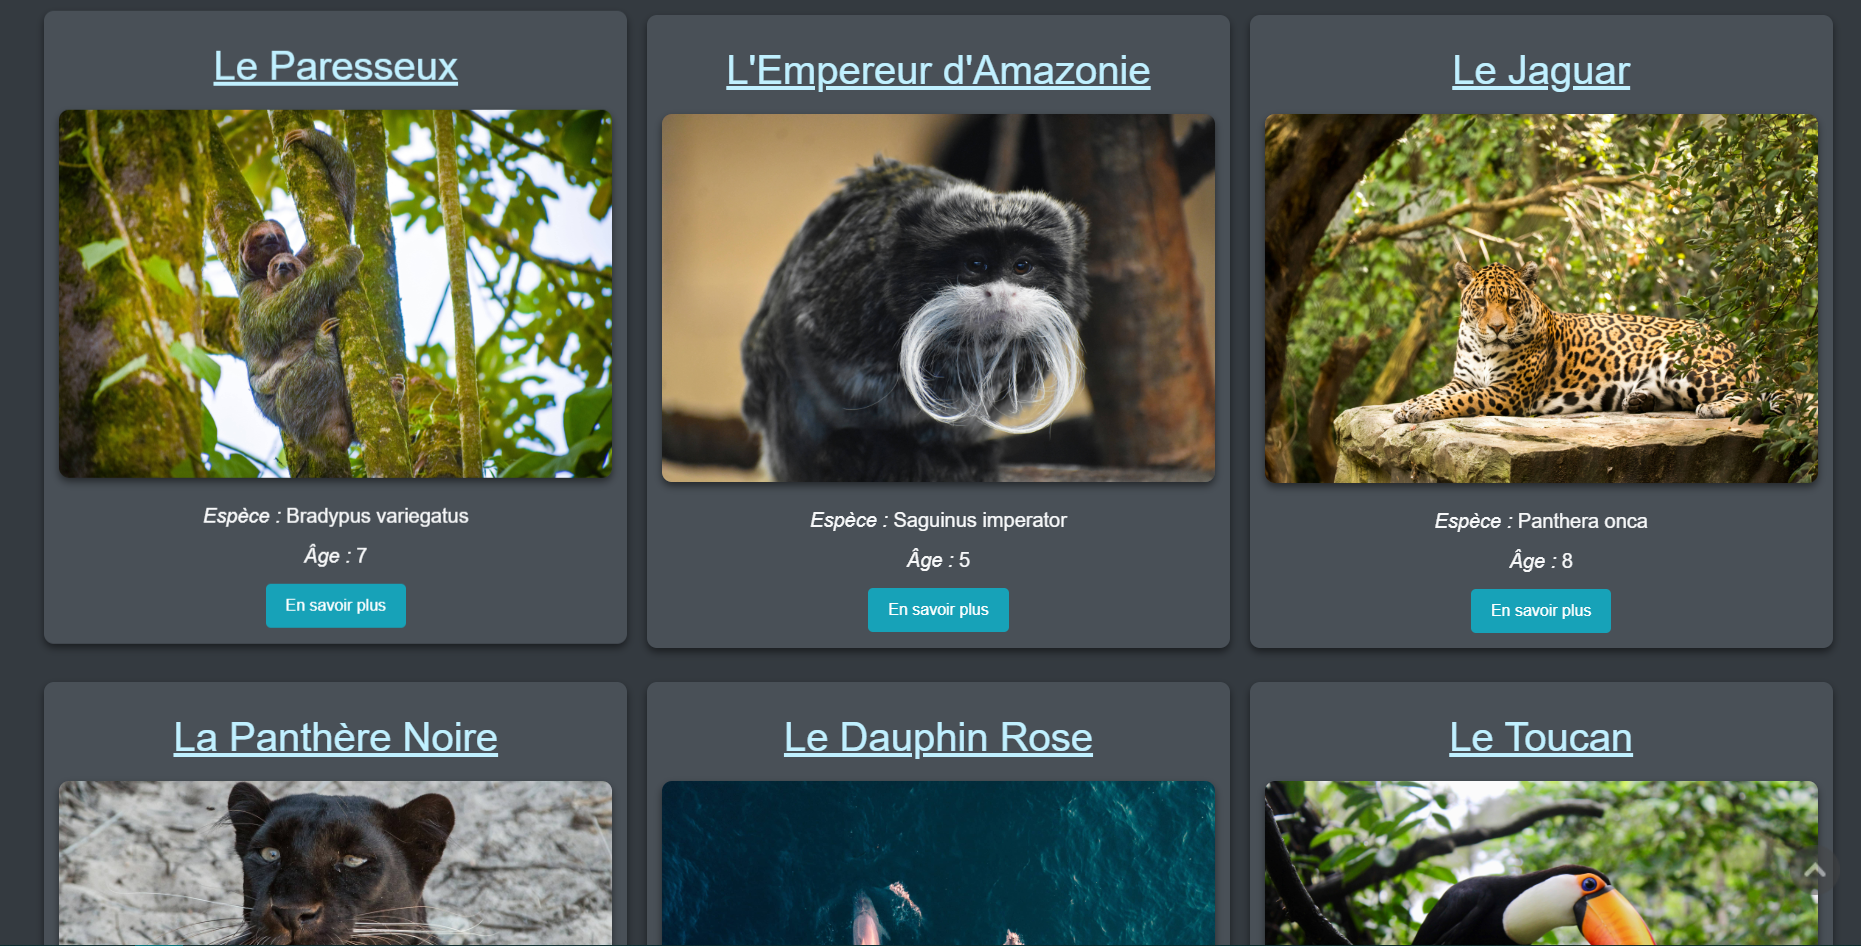 Le Paresseux
L'Empereur d'Amazonie
Le Jaguar
Espèce : Bradypus variegatus
Âge : 7
En savoir plus
Espèce : Saguinus imperator
Âge : 5
En savoir plus
Espèce : Panthera onca
Âge : 8
En savoir plus
La Panthère Noire
Le Dauphin Rose
Le Toucan